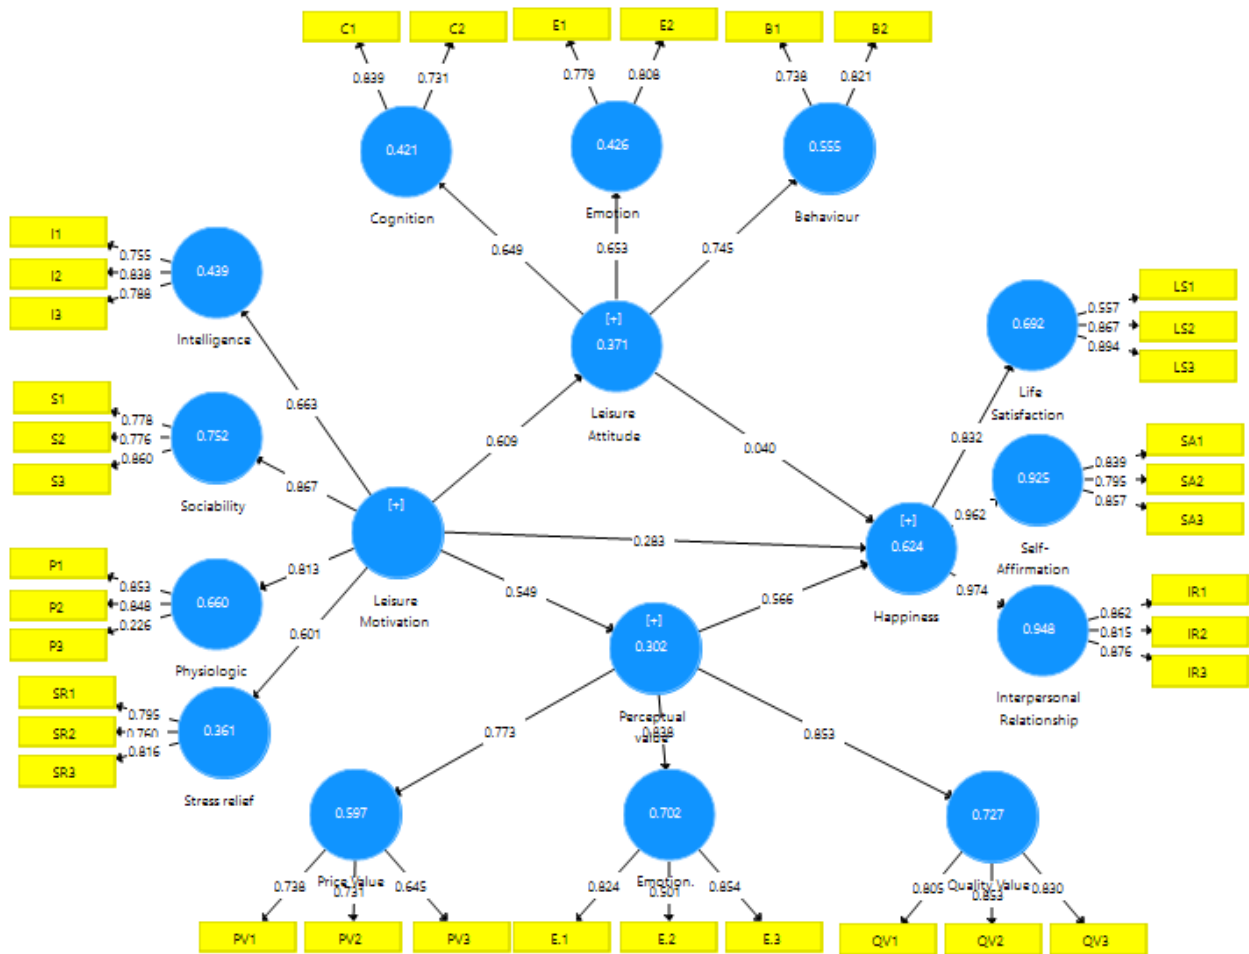 C1
C2
E1
E2
B1
B2
0.839
0.731
0.779
0.808
0.738
0.821
0.421
0.426
0.555
Cognition
Emotion
Behaviour
0.649
0.653
0.745
I1
I2
I3
0.755
0.838
0.788
0.439
Intelligence
0.663
[+]
0.371
Leisure
Attitude
0.609
0.040
LS1
LS2
LS3
0.557
0.867
0.894
0.692
Life
Satisfaction
0.832
S1
S2
S3
0.778
0.776
0.860
0.752
Sociability
0.867
SA1
SA2
SA3
0.839
0.795
0.857
0.925
Self-
Affirmation
0.962
[+]
Leisure
Motivation
0.283
[+]
0.624
Happiness
P1
P2
P3
0.853
0.848
0.226
0.660
Physiologic
0.813
0.549
0.566
0.974
IR1
IR2
IR3
0.862
0.815
0.876
0.948
Interpersonal
Relationship
0.601
SR1
SR2
SR3
0.795
0.760
0.816
0.361
Stress relief
[+]
0.302
Perceptual
value
0.773
0.838
0.853
0.597
0.702
0.727
Price Value
Emotion.
Quality Value
0.738
0.731
0.645
0.824
0.501
0.854
0.805
0.853
0.830
PV1
PV2
PV3
E.1
E.2
E.3
QV1
QV2
QV3